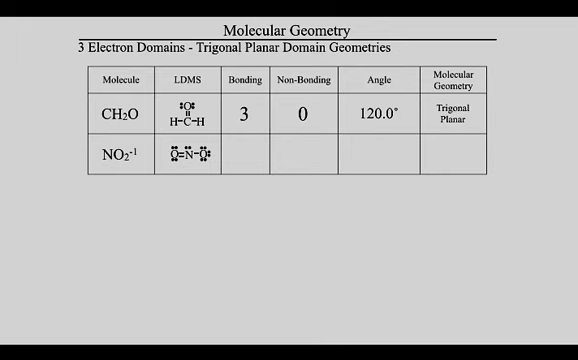 Molecular Geometry
3 Electron Domains - Trigonal Planar Domain Geometries
Molecule LDMS Bonding Non-Bonding Angle Molecular Geometry
CH₂O :Ö: H-C-H 3 0 120.0° Trigonal Planar
NO₂⁻¹ Ö=N̈-Ö: